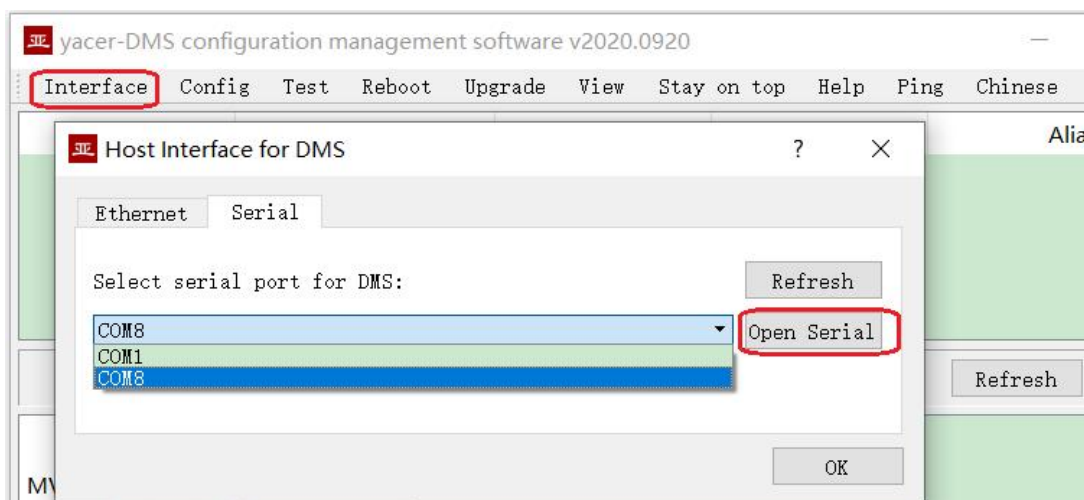 亚 yacer-DMS configuration management software v2020.0920
Interface Config Test Reboot Upgrade View Stay on top Help Ping Chinese
亚 Host Interface for DMS ?
Alia
Ethernet Serial
Select serial port for DMS:
Refresh
COM8
Open Serial
COM1
COM8
Refresh
OK
MV